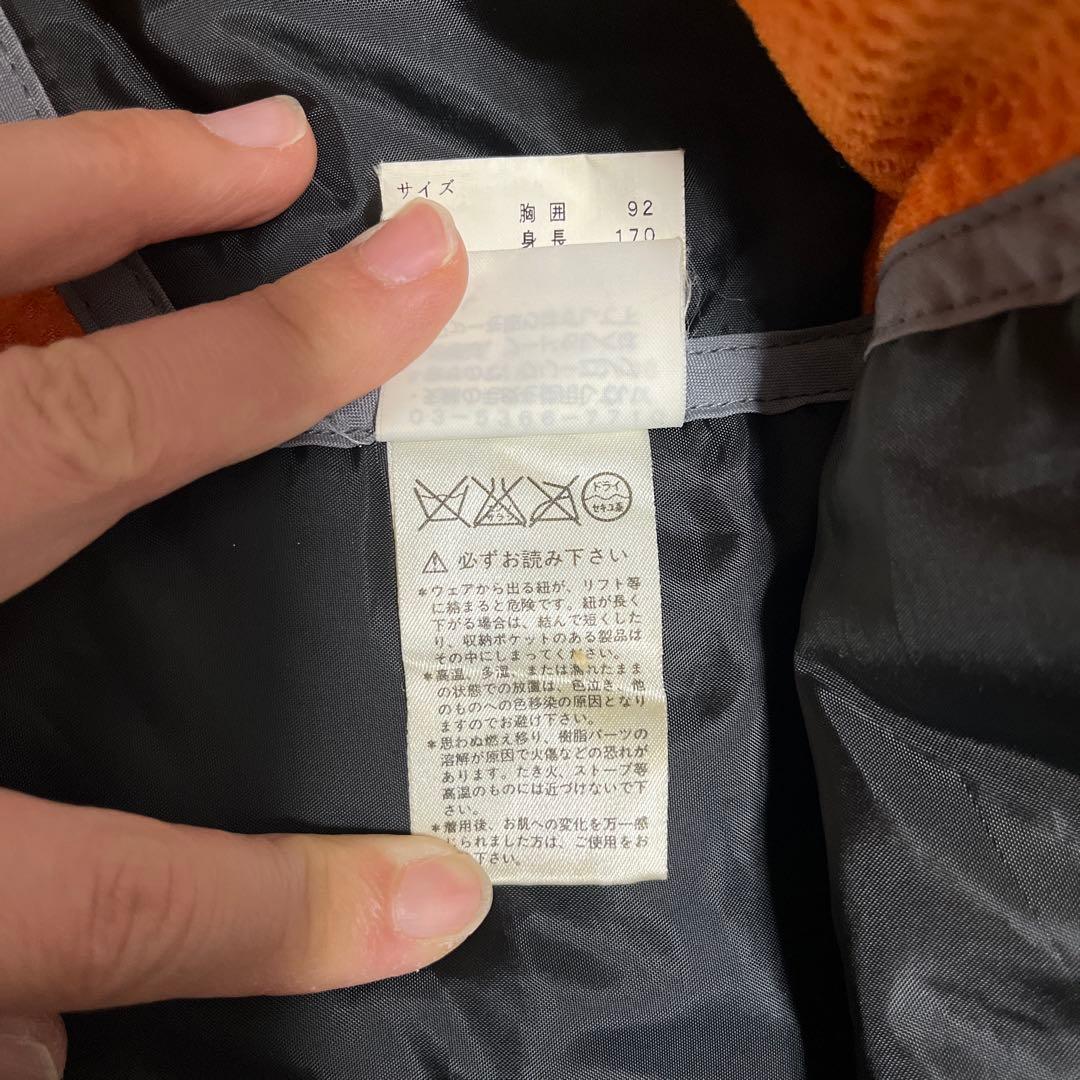 サイズ
胸囲 92
身長 170
ドライ
セキユ系
必ずお読み下さい
*ウェアから出る紐が、リフト等
に絡まると危険です。紐が長く
下がる場合は、結んで短くした
り、収納ポケットのある製品は
その中にしまってください。
*高温、多湿、または濡れたまま
の状態での放置は、色泣き、他
のものへの色移染の原因となり
ますのでお避け下さい。
*思わぬ燃え移り、樹脂パーツの
溶解が原因で火傷などの恐れが
あります。たき火、ストーブ等
高温のものには近づけないで下
さい。
*着用後、お肌への変化を万一感
じられました方は、ご使用をお
下さい。